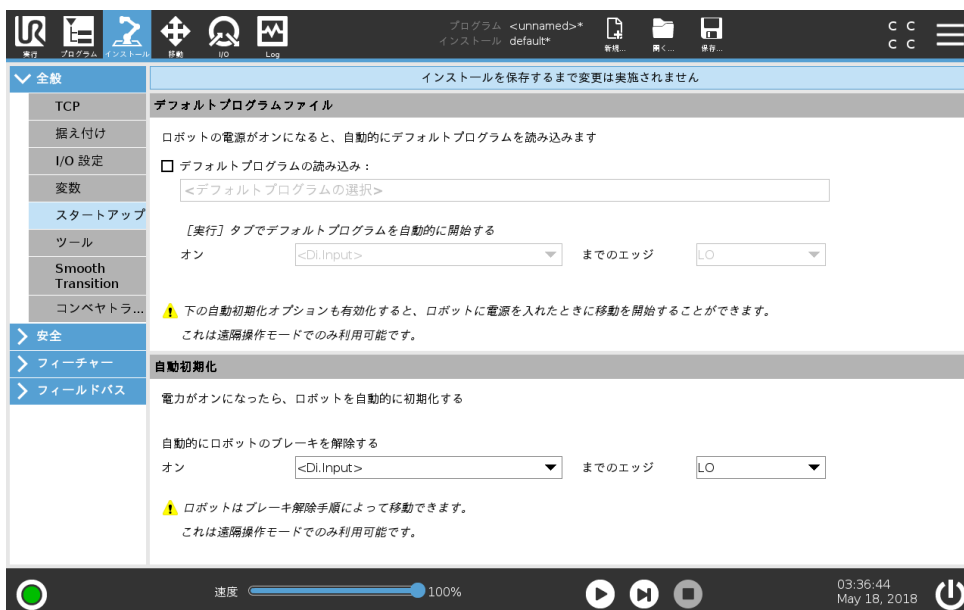 UR
実行
プログラム
インストール
移動
I/O
Log
プログラム <unnamed>*
インストール default*
新規...
開く...
保存...
C C
C C
全般
TCP
据え付け
I/O 設定
変数
スタートアップ
ツール
Smooth
Transition
コンベヤトラ...
安全
フィーチャー
フィールドバス
インストールを保存するまで変更は実施されません
デフォルトプログラムファイル
ロボットの電源がオンになると、自動的にデフォルトプログラムを読み込みます
デフォルトプログラムの読み込み：
<デフォルトプログラムの選択>
［実行］タブでデフォルトプログラムを自動的に開始する
オン <Di.Input> までのエッジ LO
下の自動初期化オプションも有効化すると、ロボットに電源を入れたときに移動を開始することができます。
これは遠隔操作モードでのみ利用可能です。
自動初期化
電力がオンになったら、ロボットを自動的に初期化する
自動的にロボットのブレーキを解除する
オン <Di.Input> までのエッジ LO
ロボットはブレーキ解除手順によって移動できます。
これは遠隔操作モードでのみ利用可能です。
速度 100%
03:36:44
May 18, 2018